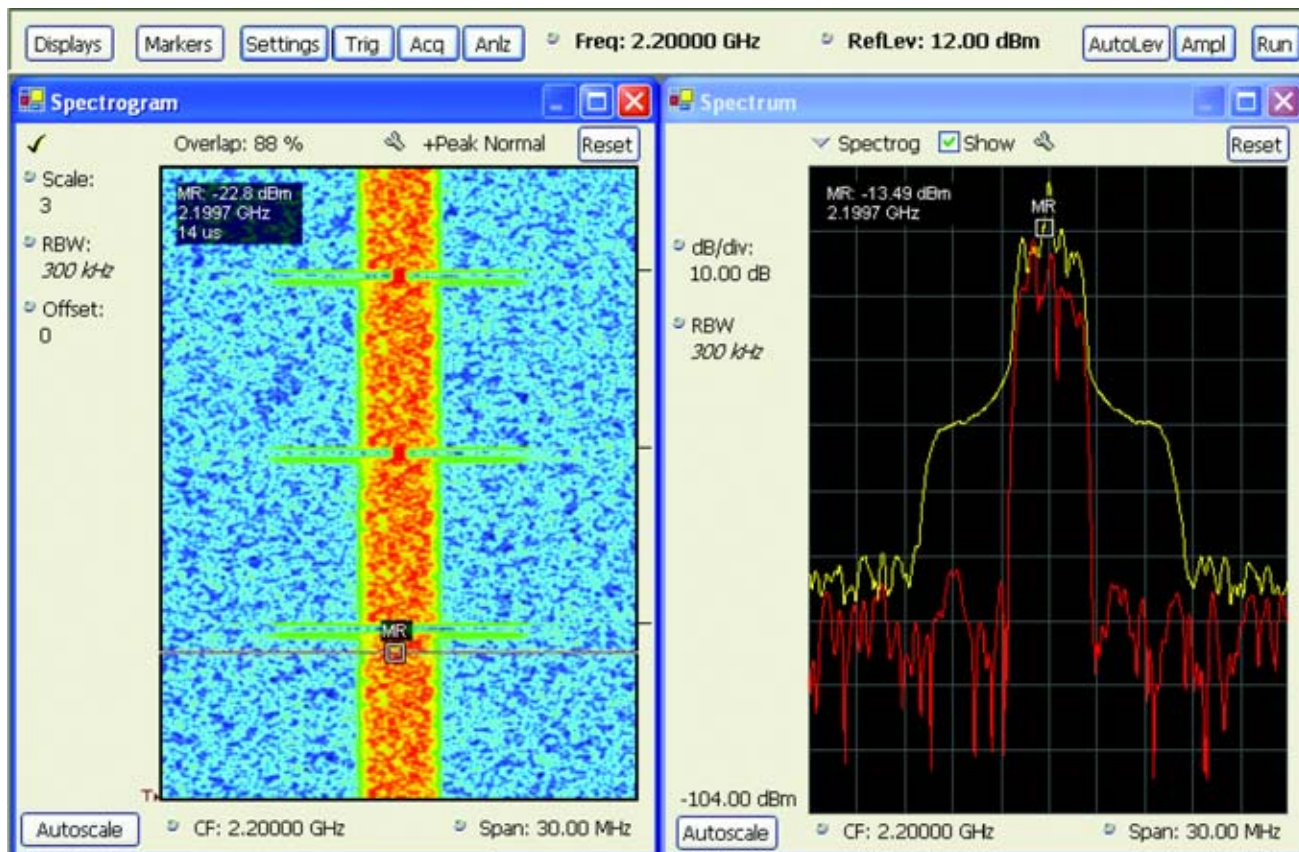 Displays Markers Settings Trig Acq Anlz Freq: 2.20000 GHz RefLev: 12.00 dBm AutoLev Ampl Run
Spectrogram
Overlap: 88 % +Peak Normal Reset
Scale:
3
RBW:
300 kHz
Offset:
0
MR: -22.8 dBm
2.1997 GHz
14 us
MR
Autoscale CF: 2.20000 GHz Span: 30.00 MHz
Spectrum
Spectrog Show Reset
dB/div:
10.00 dB
RBW
300 kHz
MR: -13.49 dBm
2.1997 GHz
MR
-104.00 dBm
Autoscale CF: 2.20000 GHz Span: 30.00 MHz